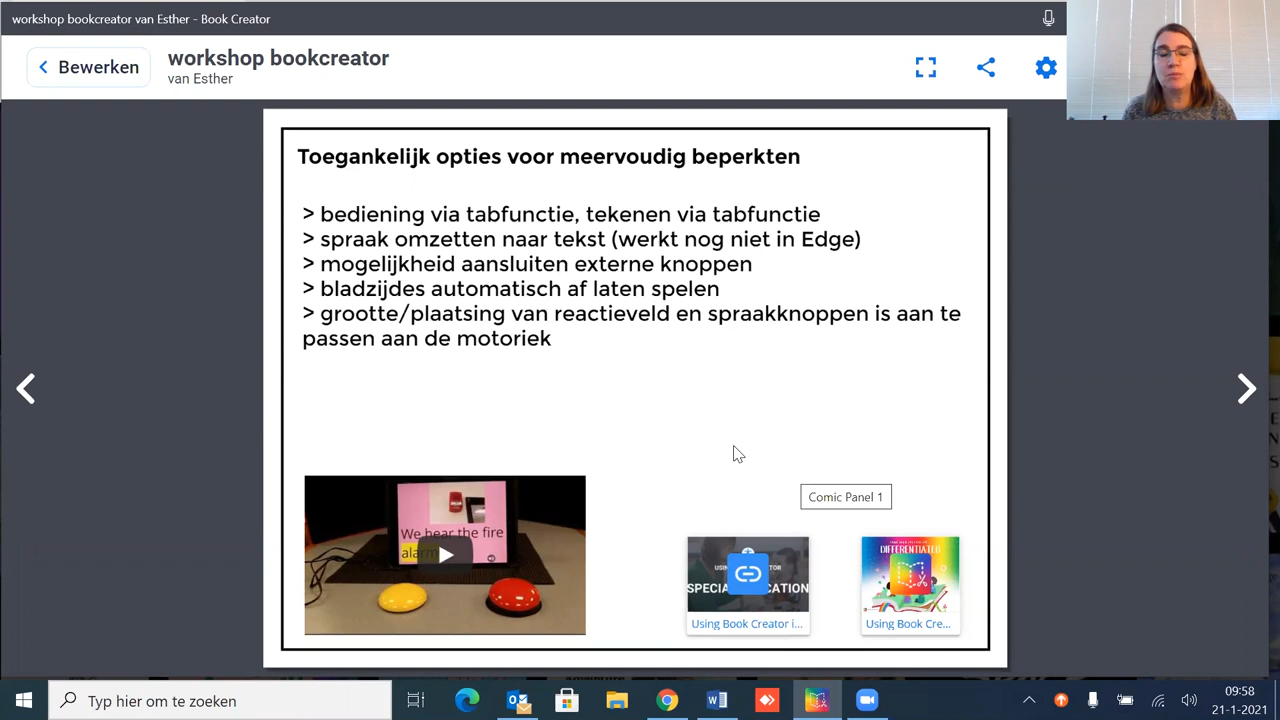 workshop bookcreator van Esther - Book Creator
Bewerken
workshop bookcreator
van Esther
Toegankelijk opties voor meervoudig beperkten
> bediening via tabfunctie, tekenen via tabfunctie
> spraak omzetten naar tekst (werkt nog niet in Edge)
> mogelijkheid aansluiten externe knoppen
> bladzijdes automatisch af laten spelen
> grootte/plaatsing van reactieveld en spraakknoppen is aan te
passen aan de motoriek
We hear the fire
alarm
Comic Panel 1
Using Book Creator i...
DIFFERENTIATED
Using Book Cre...
Typ hier om te zoeken
09:58
21-1-2021